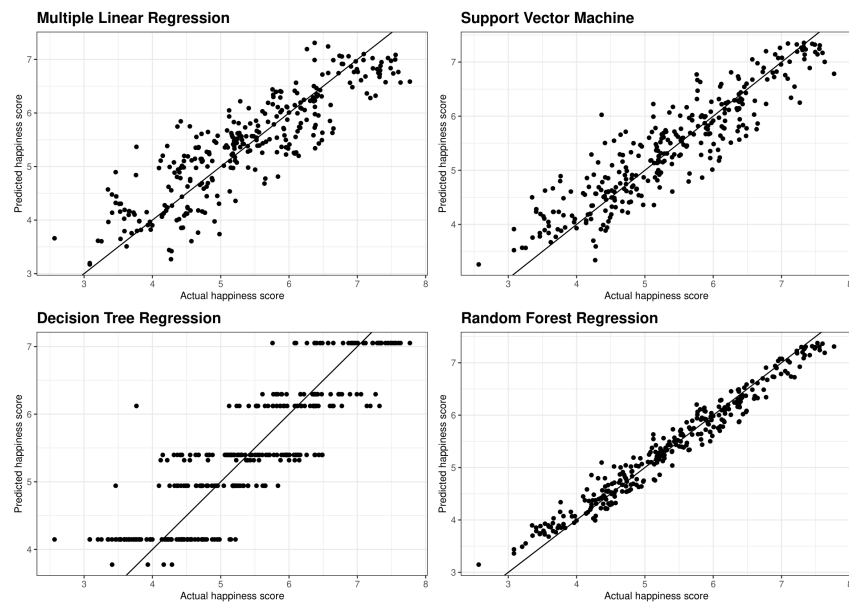 Multiple Linear Regression
Predicted happiness score
7
6
5
4
3
3 4 5 6 7 8
Actual happiness score
Support Vector Machine
Predicted happiness score
7
6
5
4
3 4 5 6 7 8
Actual happiness score
Decision Tree Regression
Predicted happiness score
7
6
5
4
3 4 5 6 7 8
Actual happiness score
Random Forest Regression
Predicted happiness score
7
6
5
4
3
3 4 5 6 7 8
Actual happiness score